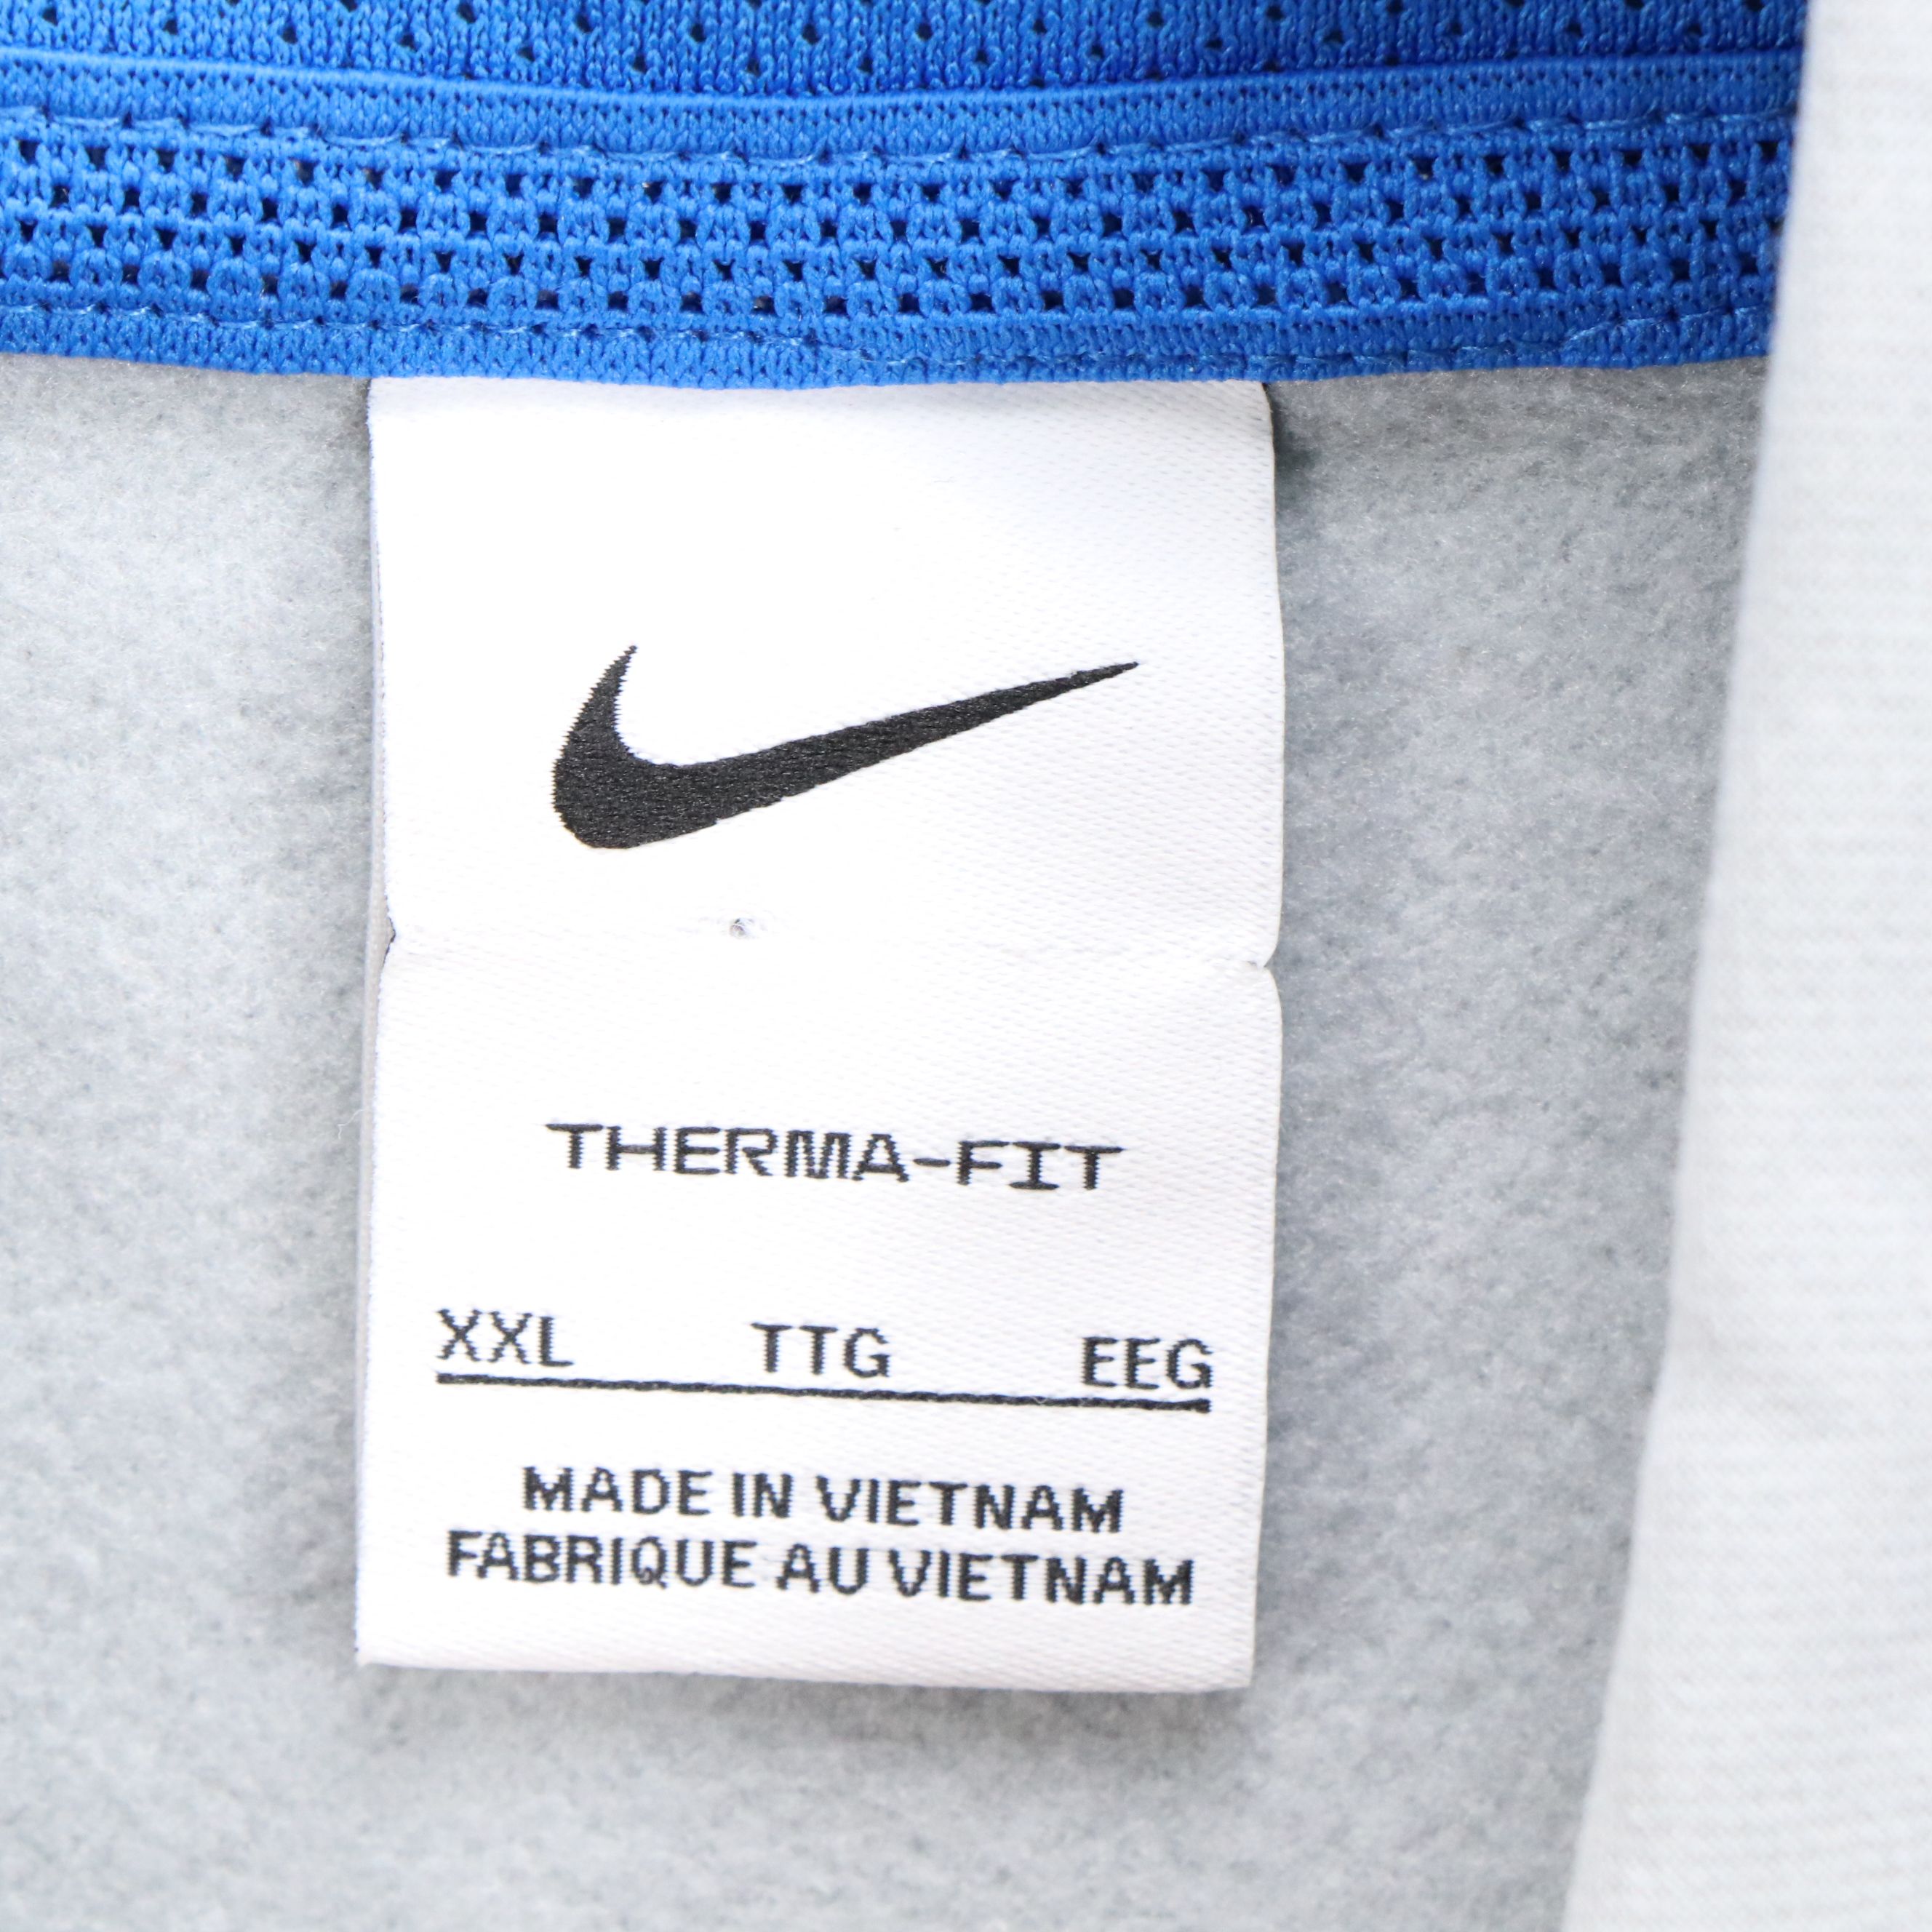 THERMA-FIT
XXL TTG EEG
MADE IN VIETNAM
FABRIQUE AU VIETNAM